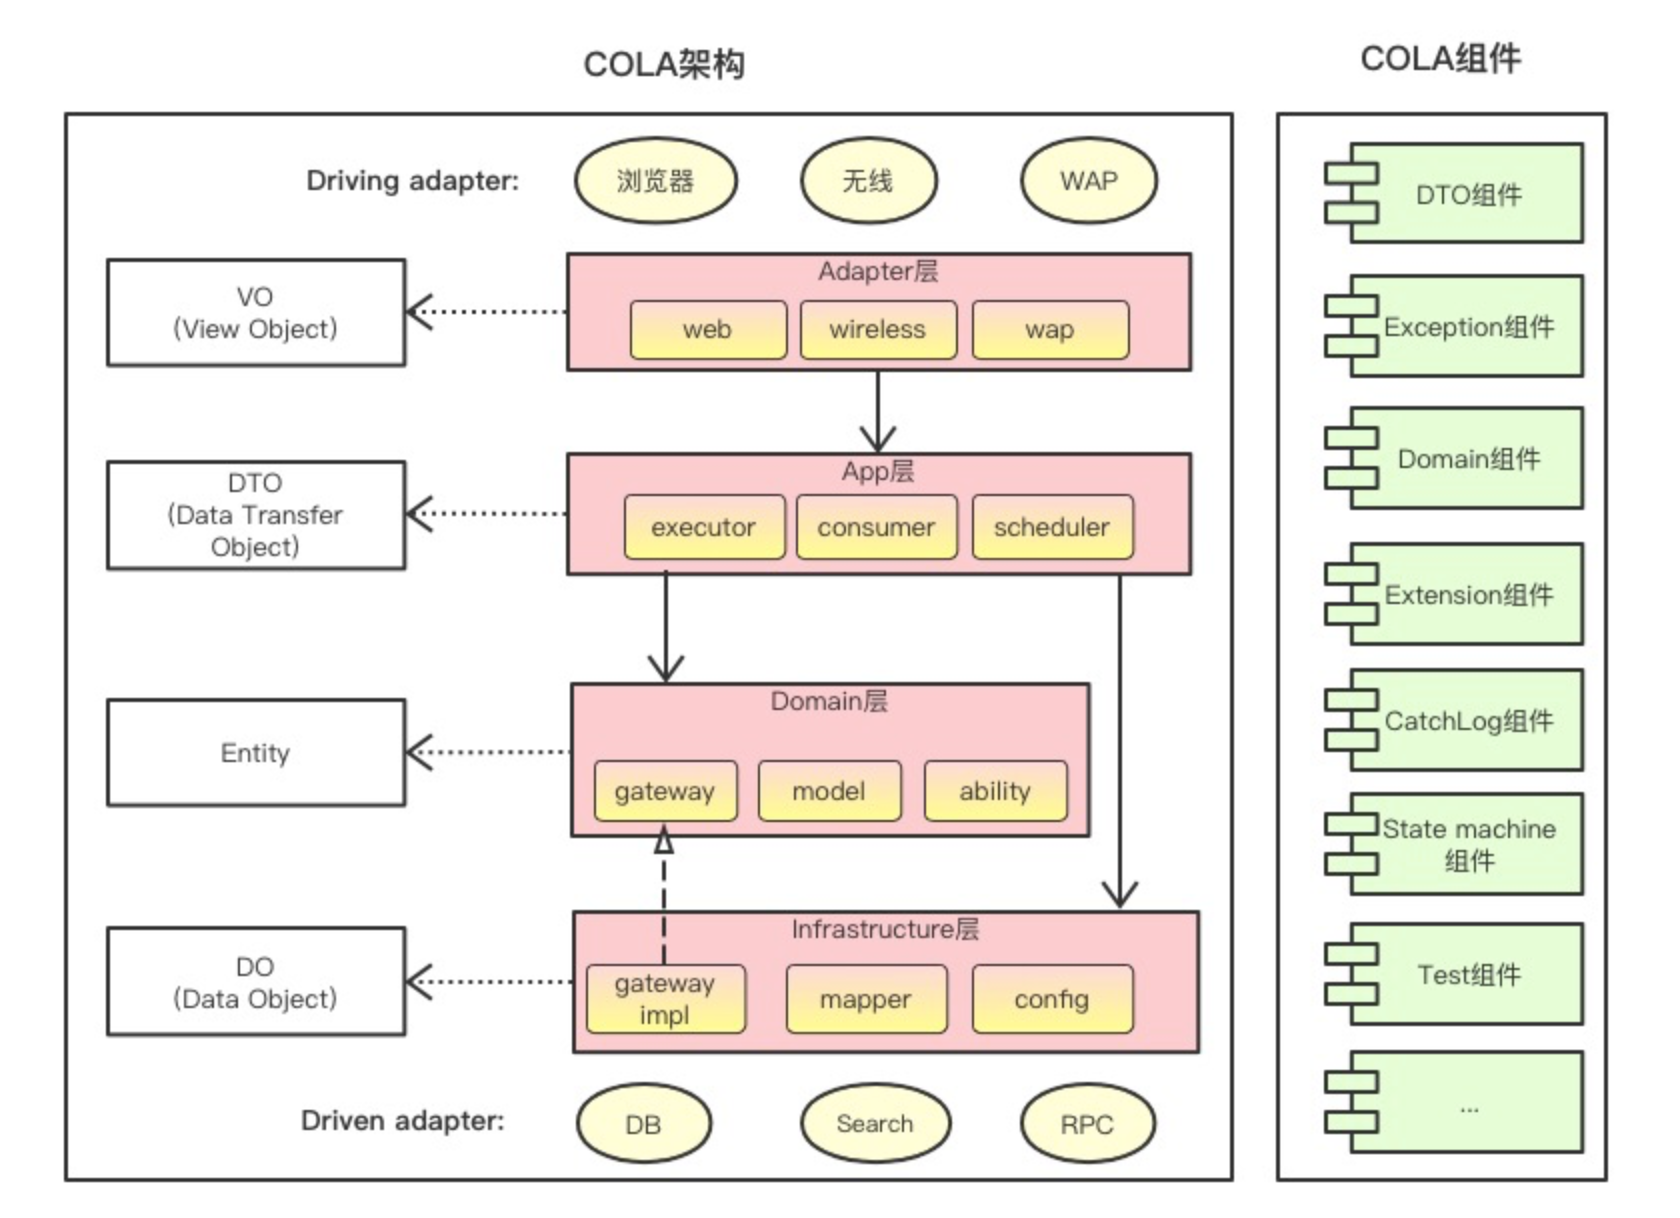 COLA架构
Driving adapter:
浏览器
无线
WAP
VO
(View Object)
Adapter层
web
wireless
wap
DTO
(Data Transfer
Object)
App层
executor
consumer
scheduler
Entity
Domain层
gateway
model
ability
DO
(Data Object)
Infrastructure层
gateway
impl
mapper
config
Driven adapter:
DB
Search
RPC
COLA组件
DTO组件
Exception组件
Domain组件
Extension组件
CatchLog组件
State machine
组件
Test组件
...